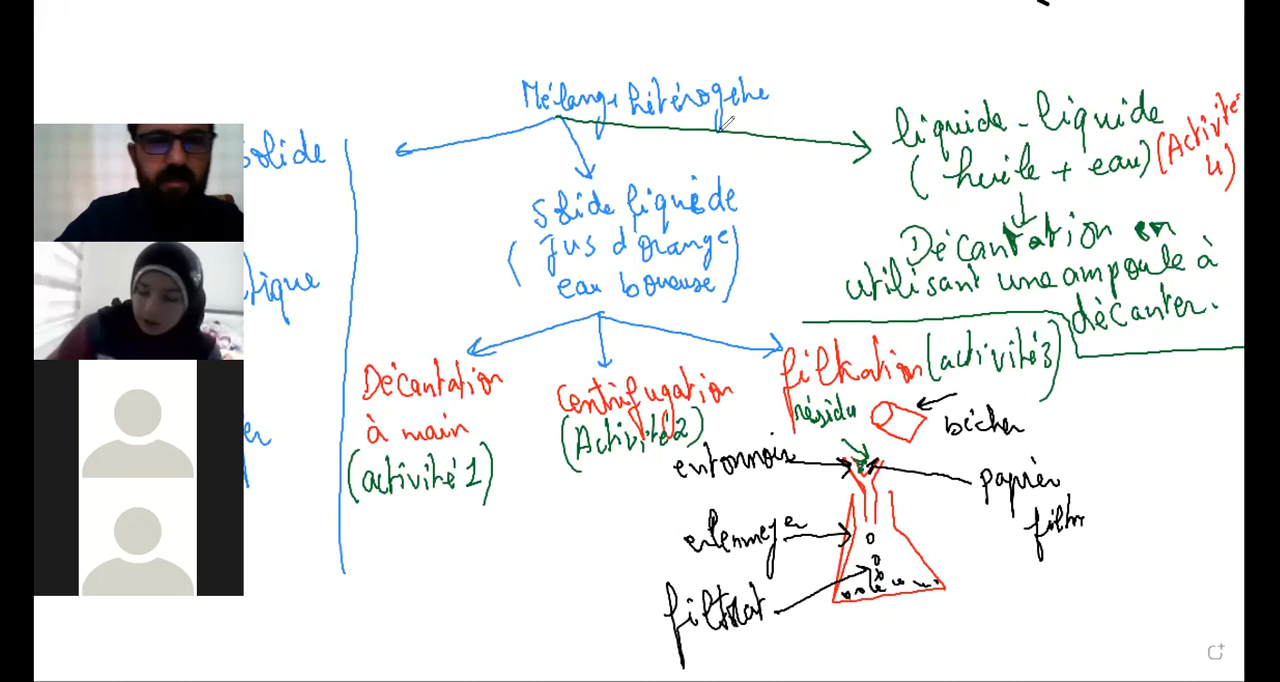 Mélange hétérogène
solide
tique
er
solide liquide
(Jus d'orange
eau boueuse)
liquide - liquide
(huile + eau) (Activité 4)
Décantation en
utilisant une ampoule à
décanter.
Décantation
à main
(activité 1)
Centrifugation
(Activité 2)
filtration (activité 3)
résidu
bécher
entonnoir
papier
filtre
erlenmeyer
filtrat